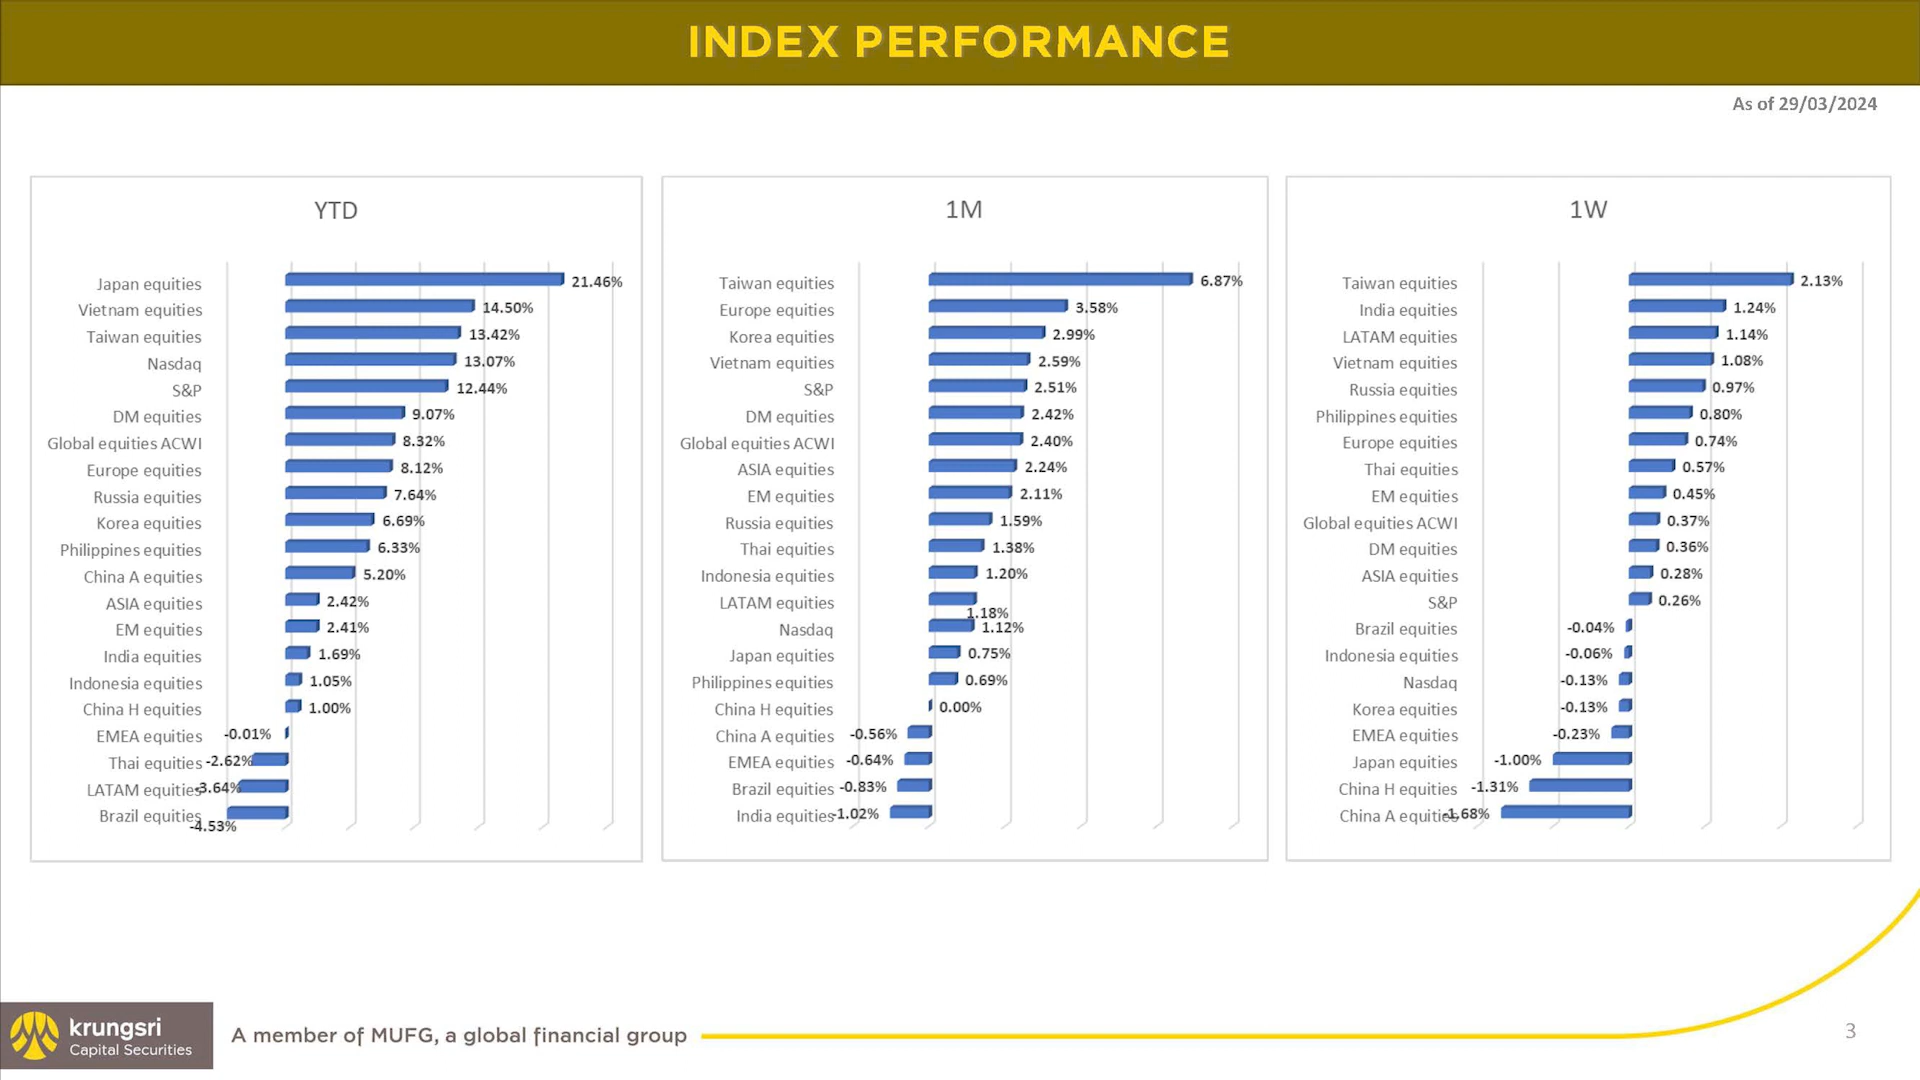 INDEX PERFORMANCE
As of 29/03/2024
YTD
Japan equities 21.46%
Vietnam equities 14.50%
Taiwan equities 13.42%
Nasdaq 13.07%
S&P 12.44%
DM equities 9.07%
Global equities ACWI 8.32%
Europe equities 8.12%
Russia equities 7.64%
Korea equities 6.69%
Philippines equities 6.33%
China A equities 5.20%
ASIA equities 2.42%
EM equities 2.41%
India equities 1.69%
Indonesia equities 1.05%
China H equities 1.00%
EMEA equities -0.01%
Thai equities -2.62%
LATAM equities -3.64%
Brazil equities -4.53%
1M
Taiwan equities 6.87%
Europe equities 3.58%
Korea equities 2.99%
Vietnam equities 2.59%
S&P 2.51%
DM equities 2.42%
Global equities ACWI 2.40%
ASIA equities 2.24%
EM equities 2.11%
Russia equities 1.59%
Thai equities 1.38%
Indonesia equities 1.20%
LATAM equities 1.18%
Nasdaq 1.12%
Japan equities 0.75%
Philippines equities 0.69%
China H equities 0.00%
China A equities -0.56%
EMEA equities -0.64%
Brazil equities -0.83%
India equities -1.02%
1W
Taiwan equities 2.13%
India equities 1.24%
LATAM equities 1.14%
Vietnam equities 1.08%
Russia equities 0.97%
Philippines equities 0.80%
Europe equities 0.74%
Thai equities 0.57%
EM equities 0.45%
Global equities ACWI 0.37%
DM equities 0.36%
ASIA equities 0.28%
S&P 0.26%
Brazil equities -0.04%
Indonesia equities -0.06%
Nasdaq -0.13%
Korea equities -0.13%
EMEA equities -0.23%
Japan equities -1.00%
China H equities -1.31%
China A equities -1.68%
krungsri
Capital Securities
A member of MUFG, a global financial group
3